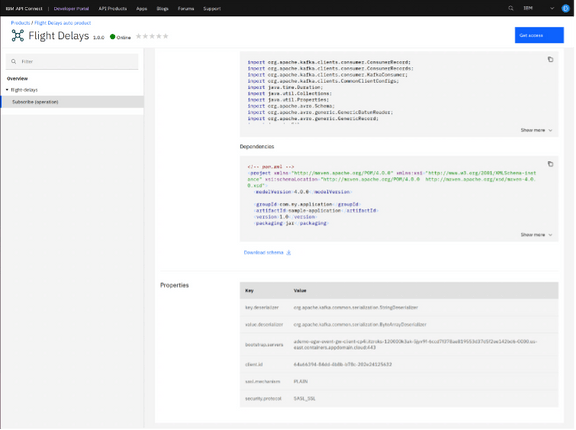 IBM API Connect | Developer Portal API Products Apps Blogs Forums Support IBM
Products / Flight Delays auto product
Flight Delays 1.0.0 Online
Get access
Filter
Overview
Flight-delays
Subscribe (operation)
import org.apache.kafka.clients.consumer.ConsumerRecord;
import org.apache.kafka.clients.consumer.ConsumerRecords;
import org.apache.kafka.clients.consumer.KafkaConsumer;
import org.apache.kafka.clients.CommonClientConfigs;
import java.time.Duration;
import java.util.Collections;
import java.util.Properties;
import org.apache.avro.Schema;
import org.apache.avro.generic.GenericDatumReader;
import org.apache.avro.generic.GenericRecord;
Show more
Dependencies
<!-- pom.xml -->
<project xmlns="http://maven.apache.org/POM/4.0.0" xmlns:xsi="http://www.w3.org/2001/XMLSchema-inst
ance" xsi:schemaLocation="http://maven.apache.org/POM/4.0.0 http://maven.apache.org/xsd/maven-4.0.
0.xsd">
<modelVersion>4.0.0</modelVersion>
<groupId>com.my.application</groupId>
<artifactId>sample-application</artifactId>
<version>1.0</version>
<packaging>jar</packaging>
Show more
Download schema
Properties
Key Value
key.deserializer org.apache.kafka.common.serialization.StringDeserializer
value.deserializer org.apache.kafka.common.serialization.ByteArrayDeserializer
bootstrap.servers
client.id
sasl.mechanism PLAIN
security.protocol SASL_SSL